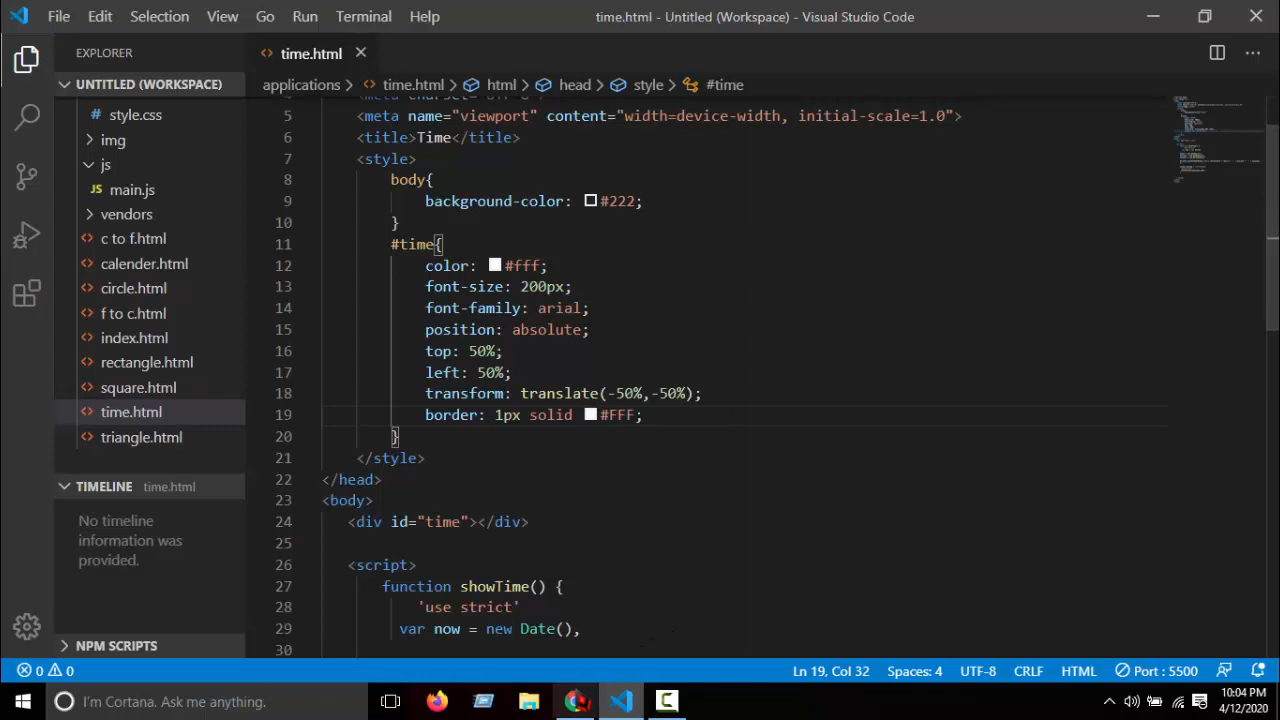 File Edit Selection View Go Run Terminal Help time.html - Untitled (Workspace) - Visual Studio Code
EXPLORER
UNTITLED (WORKSPACE)
style.css
img
js
JS main.js
vendors
c to f.html
calender.html
circle.html
f to c.html
index.html
rectangle.html
square.html
time.html
triangle.html
TIMELINE time.html
No timeline
information was
provided.
NPM SCRIPTS
time.html
applications > time.html > html > head > style > #time
5 <meta name="viewport" content="width=device-width, initial-scale=1.0">
6 <title>Time</title>
7 <style>
8 body{
9 background-color: #222;
10 }
11 #time{
12 color: #fff;
13 font-size: 200px;
14 font-family: arial;
15 position: absolute;
16 top: 50%;
17 left: 50%;
18 transform: translate(-50%,-50%);
19 border: 1px solid #FFF;
20 }
21 </style>
22 </head>
23 <body>
24 <div id="time"></div>
25
26 <script>
27 function showTime() {
28 'use strict'
29 var now = new Date(),
30
0 0 Ln 19, Col 32 Spaces: 4 UTF-8 CRLF HTML Port : 5500
I'm Cortana. Ask me anything.
10:04 PM
4/12/2020